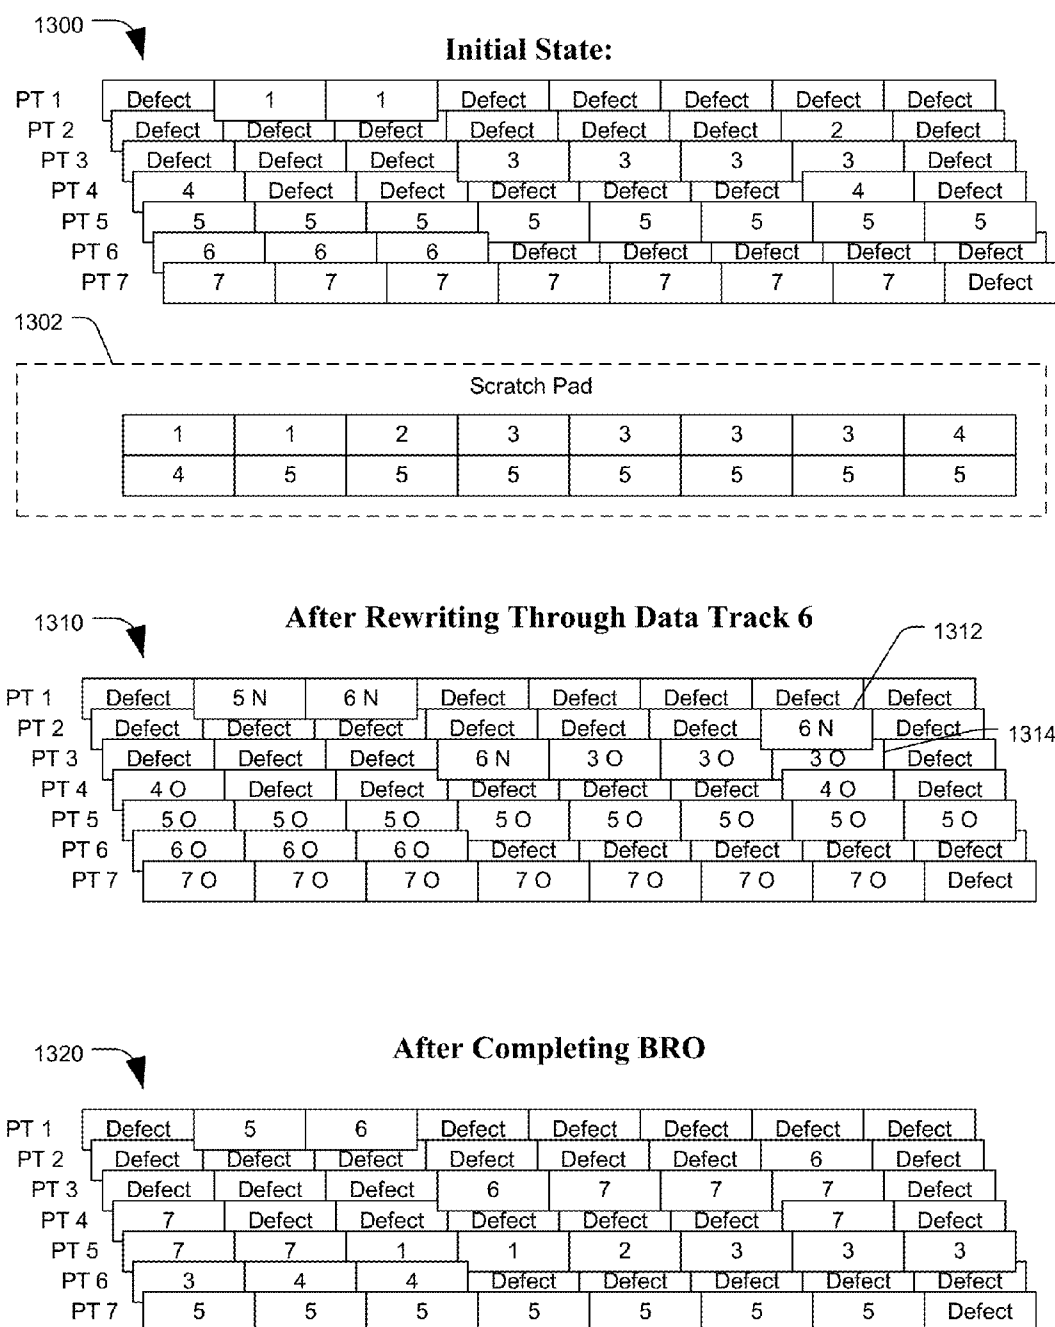 1300
Initial State:
PT 1 Defect 1 1 Defect Defect Defect Defect Defect
PT 2 Defect Defect Defect Defect Defect Defect 2 Defect
PT 3 Defect Defect Defect 3 3 3 3 Defect
PT 4 4 Defect Defect Defect Defect Defect 4 Defect
PT 5 5 5 5 5 5 5 5 5
PT 6 6 6 6 Defect Defect Defect Defect Defect
PT 7 7 7 7 7 7 7 7 Defect
1302
Scratch Pad
1 1 2 3 3 3 3 4
4 5 5 5 5 5 5 5
After Rewriting Through Data Track 6
1310
1312
PT 1 Defect 5 N 6 N Defect Defect Defect Defect Defect
PT 2 Defect Defect Defect Defect Defect Defect 6 N Defect
1314
PT 3 Defect Defect Defect 6 N 3 O 3 O 3 O Defect
PT 4 4 O Defect Defect Defect Defect Defect 4 O Defect
PT 5 5 O 5 O 5 O 5 O 5 O 5 O 5 O 5 O
PT 6 6 O 6 O 6 O Defect Defect Defect Defect Defect
PT 7 7 O 7 O 7 O 7 O 7 O 7 O 7 O Defect
After Completing BRO
1320
PT 1 Defect 5 6 Defect Defect Defect Defect Defect
PT 2 Defect Defect Defect Defect Defect Defect 6 Defect
PT 3 Defect Defect Defect 6 7 7 7 Defect
PT 4 7 Defect Defect Defect Defect Defect 7 Defect
PT 5 7 7 1 1 2 3 3 3
PT 6 3 4 4 Defect Defect Defect Defect Defect
PT 7 5 5 5 5 5 5 5 Defect